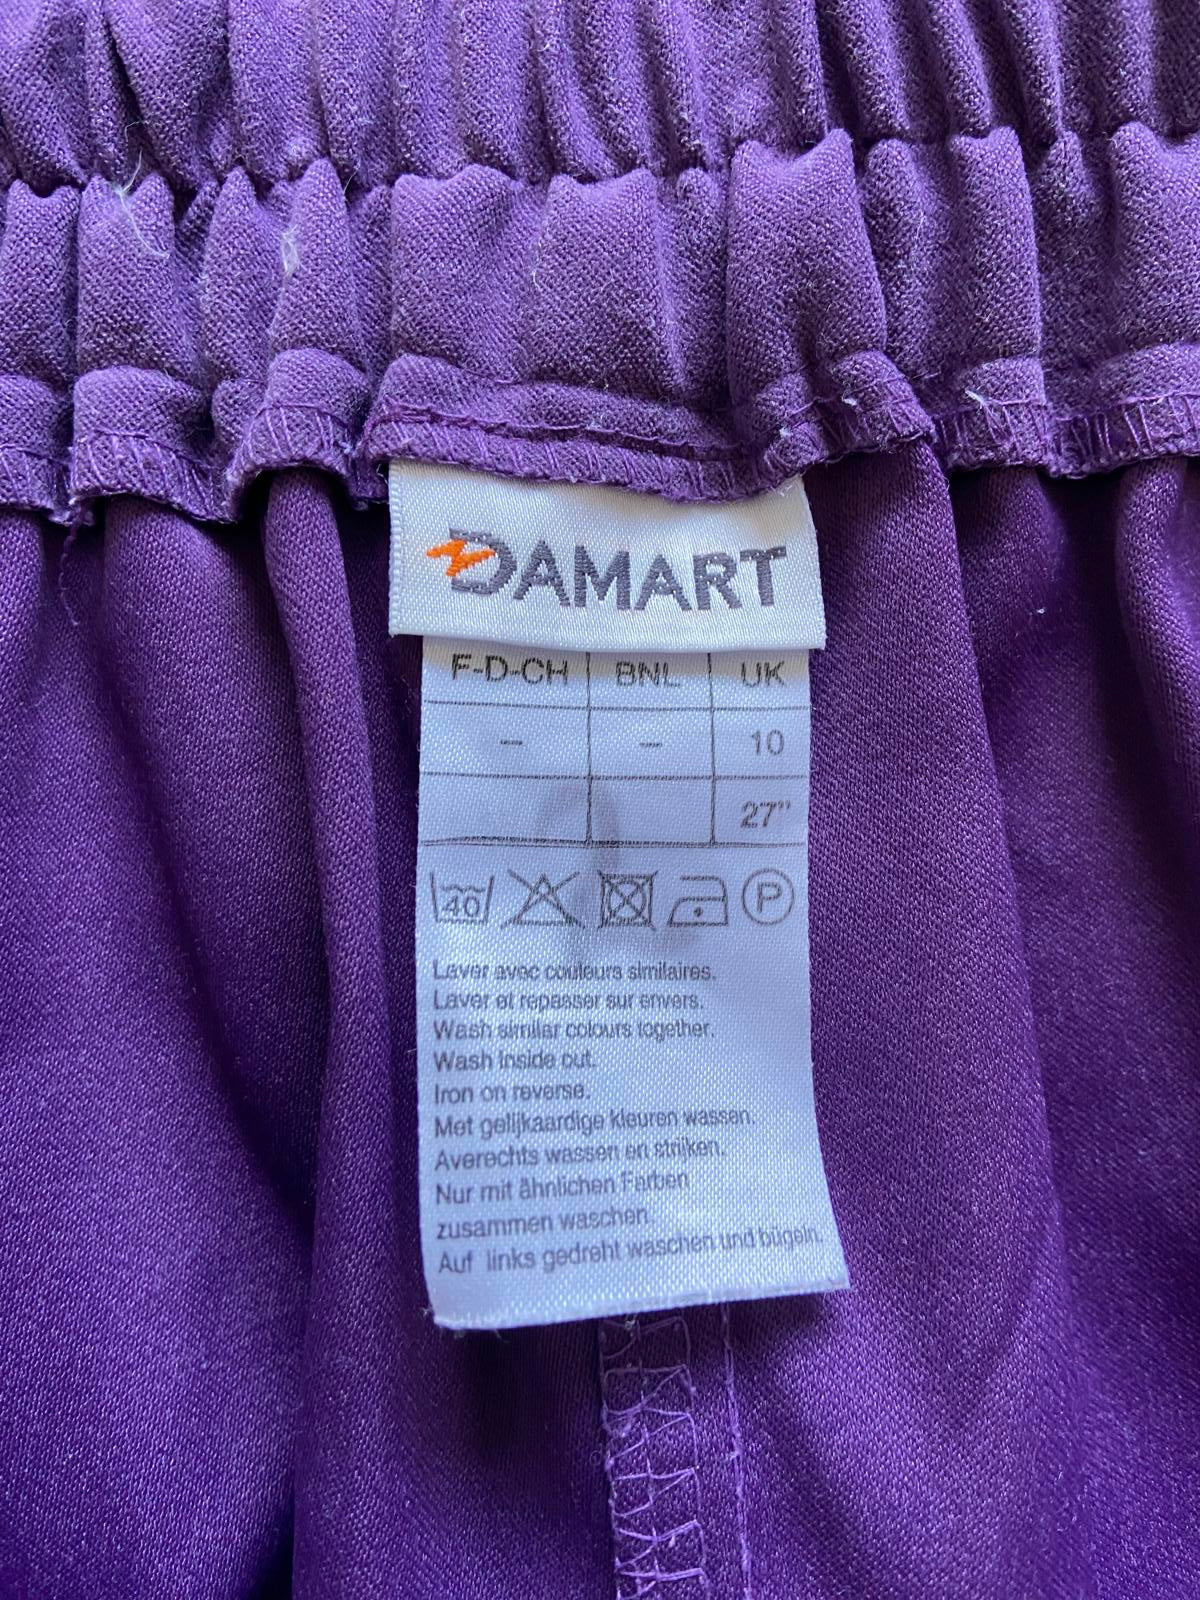 DAMART
F-D-CH BNL UK
- - 10
27"
40 P
Laver avec couleurs similaires.
Laver et repasser sur envers.
Wash similar colours together.
Wash inside out.
Iron on reverse.
Met gelijkaardige kleuren wassen.
Averechts wassen en striken.
Nur mit ähnlichen Farben
zusammen waschen.
Auf links gedreht waschen und bügeln.